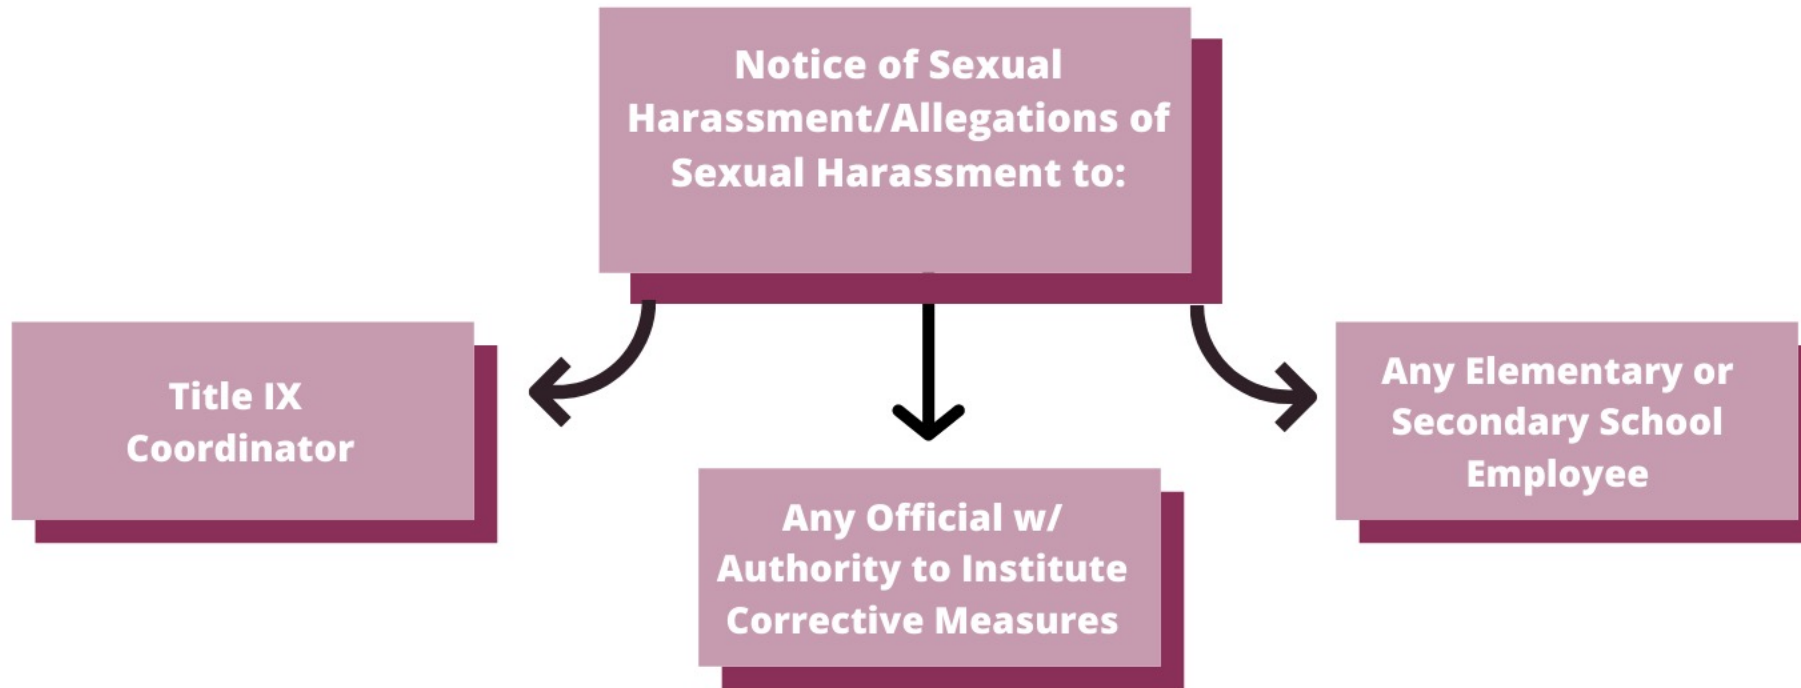 Notice of Sexual
Harassment/Allegations of
Sexual Harassment to:
Title IX
Coordinator
Any Official w/
Authority to Institute
Corrective Measures
Any Elementary or
Secondary School
Employee